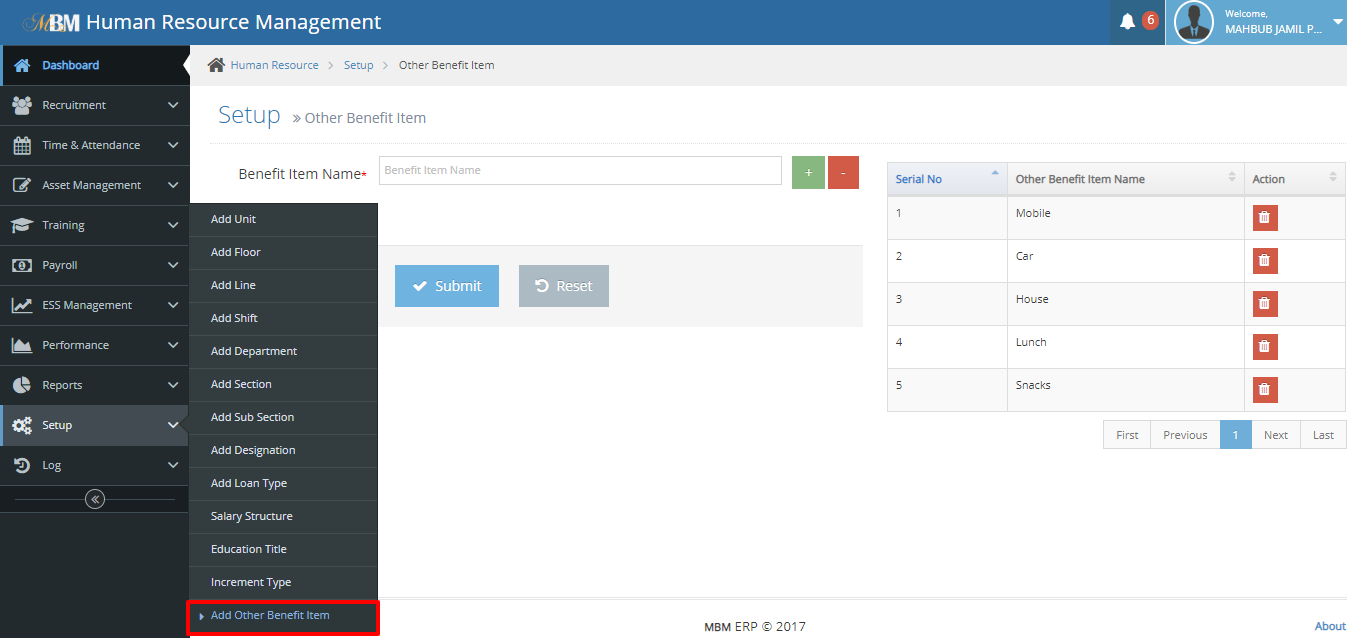 MBM Human Resource Management
6
Welcome,
MAHBUB JAMIL P...
Dashboard
Recruitment
Time & Attendance
Asset Management
Training
Payroll
ESS Management
Performance
Reports
Setup
Log
Human Resource > Setup > Other Benefit Item
Setup » Other Benefit Item
Benefit Item Name*
Benefit Item Name
+ -
Add Unit
Add Floor
Add Line
Add Shift
Add Department
Add Section
Add Sub Section
Add Designation
Add Loan Type
Salary Structure
Education Title
Increment Type
Add Other Benefit Item
Submit Reset
Serial No Other Benefit Item Name Action
1 Mobile
2 Car
3 House
4 Lunch
5 Snacks
First Previous 1 Next Last
MBM ERP © 2017
About